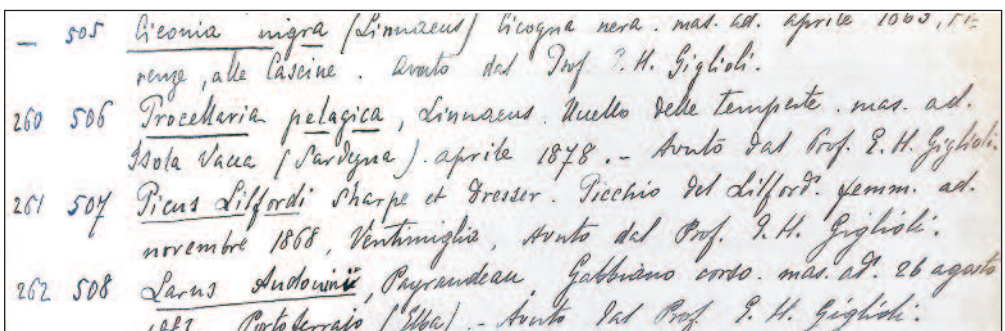 — 505 Ciconia nigra (Linnaeus) Cicogna nera. mas. ad. aprile
renze, alle Cascine. Avuto dal Prof. E. H. Giglioli.
260 506 Procellaria pelagica, Linnaeus. Uccello delle tempeste. mas. ad.
Isola Vacca (Sardegna). aprile 1878. - Avuto dal Prof. E. H. Giglioli.
261 507 Picus Lilfordi Sharpe et Dresser. Picchio del Lilford. femm. ad.
novembre 1868, Ventimiglia, Avuto dal Prof. E. H. Giglioli.
262 508 Larus Audouinii, Payraudeau, Gabbiano corso. mas. ad. 26 agosto
Portoferraio (Elba). - Avuto dal Prof. E. H. Giglioli.